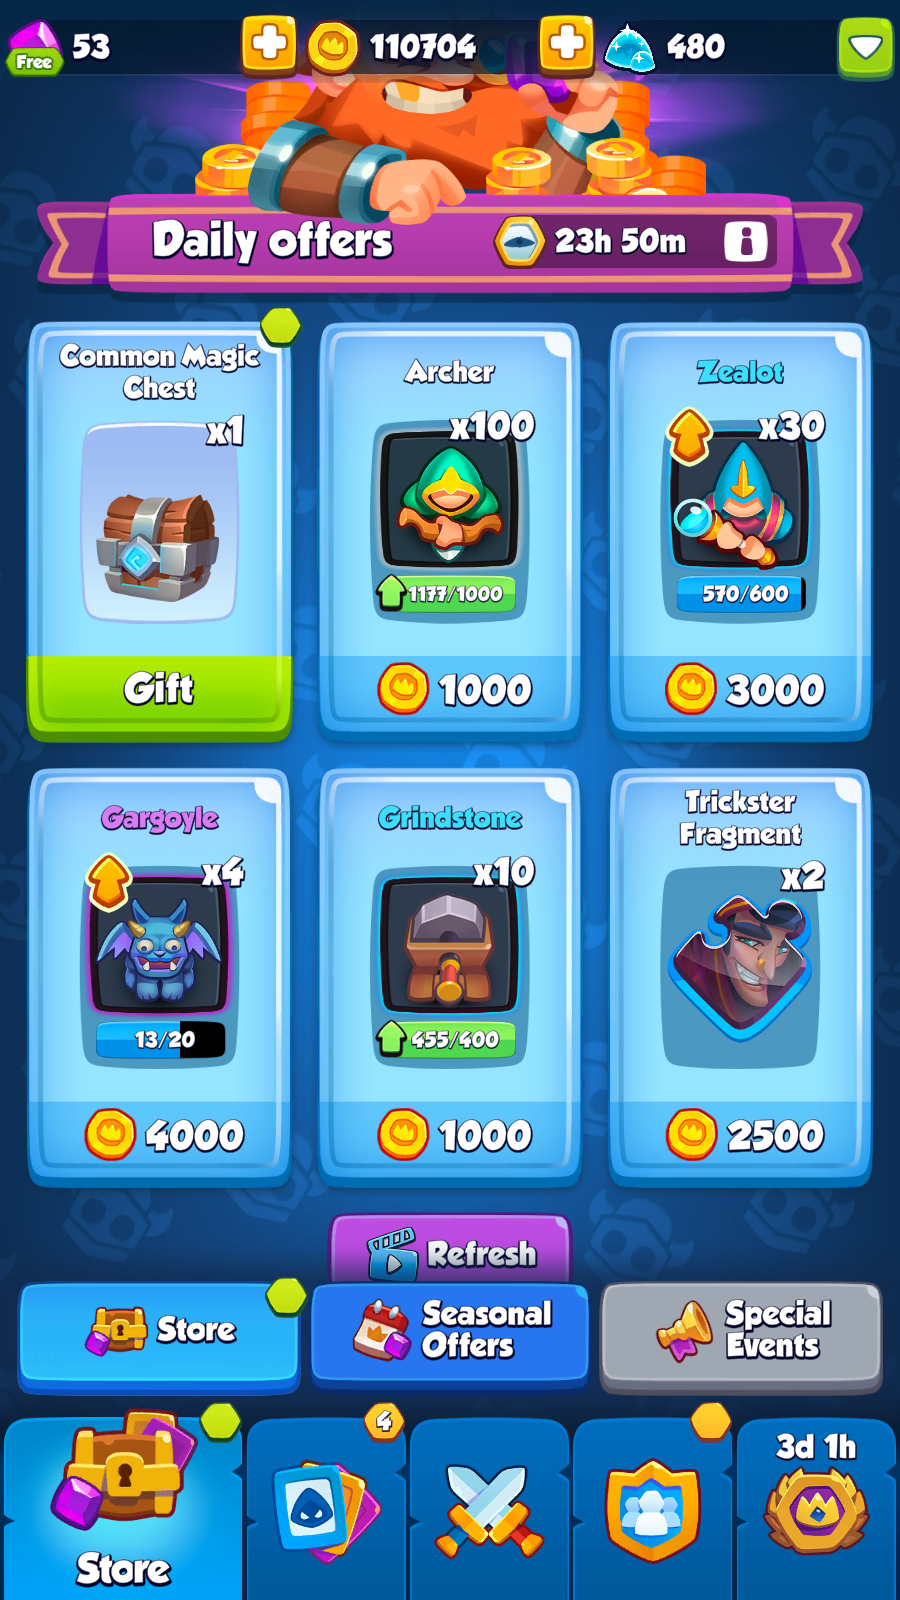 Free 53 110704 480
Daily offers 23h 50m
Common Magic
Chest
x1
Gift
Archer
x100
1177/1000
1000
Zealot
x30
570/600
3000
Gargoyle
x4
13/20
4000
Grindstone
x10
455/400
1000
Trickster
Fragment
x2
2500
Refresh
Store
Seasonal
Offers
Special
Events
Store
4
3d 1h